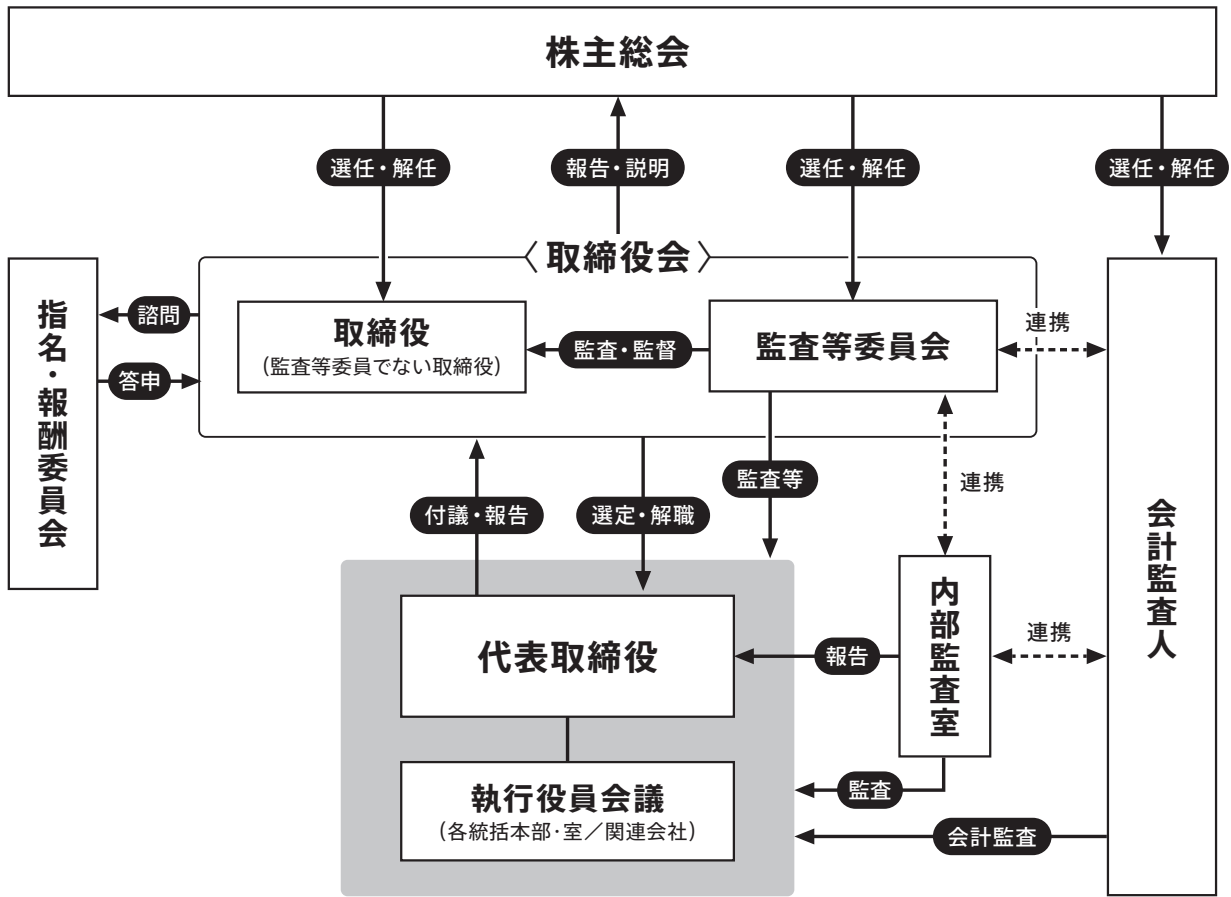 株主総会
選任・解任
報告・説明
選任・解任
選任・解任
〈取締役会〉
指名・報酬委員会
諮問
答申
取締役
(監査等委員でない取締役)
監査・監督
監査等委員会
連携
付議・報告
選定・解職
監査等
連携
会計監査人
代表取締役
報告
内部監査室
連携
執行役員会議
(各統括本部・室／関連会社)
監査
会計監査